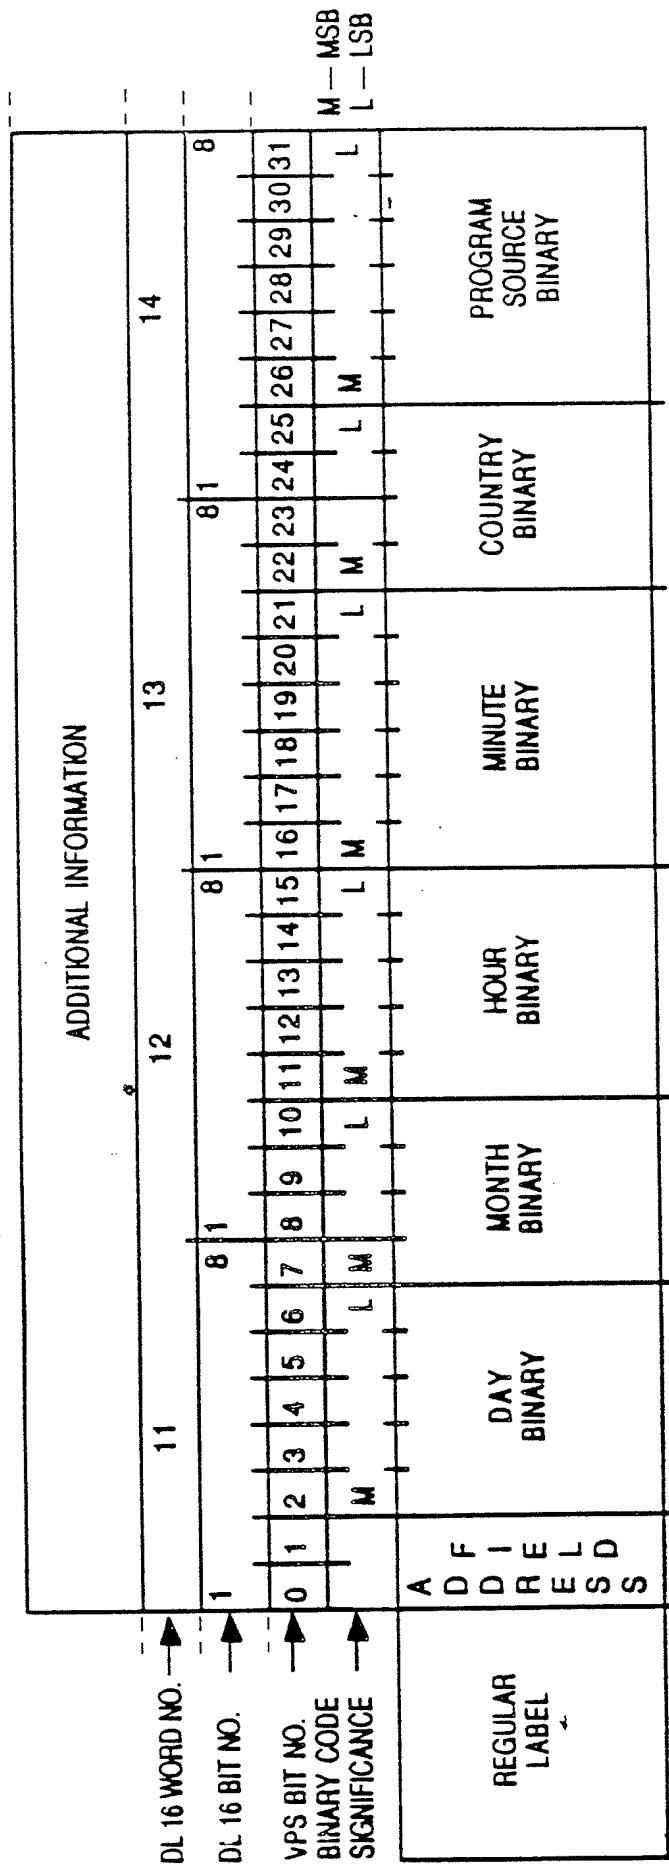 ADDITIONAL INFORMATION
DL 16 WORD NO. 11 12 13 14
DL 16 BIT NO. 1 8 1 8 1 8 1 8
VPS BIT NO. 0 1 2 3 4 5 6 7 8 9 10 11 12 13 14 15 16 17 18 19 20 21 22 23 24 25 26 27 28 29 30 31
BINARY CODE
SIGNIFICANCE
M L M L M L M L M L M L
M — MSB
L — LSB
REGULAR
LABEL
ADDRESS
FIELD
DAY
BINARY
MONTH
BINARY
HOUR
BINARY
MINUTE
BINARY
COUNTRY
BINARY
PROGRAM
SOURCE
BINARY